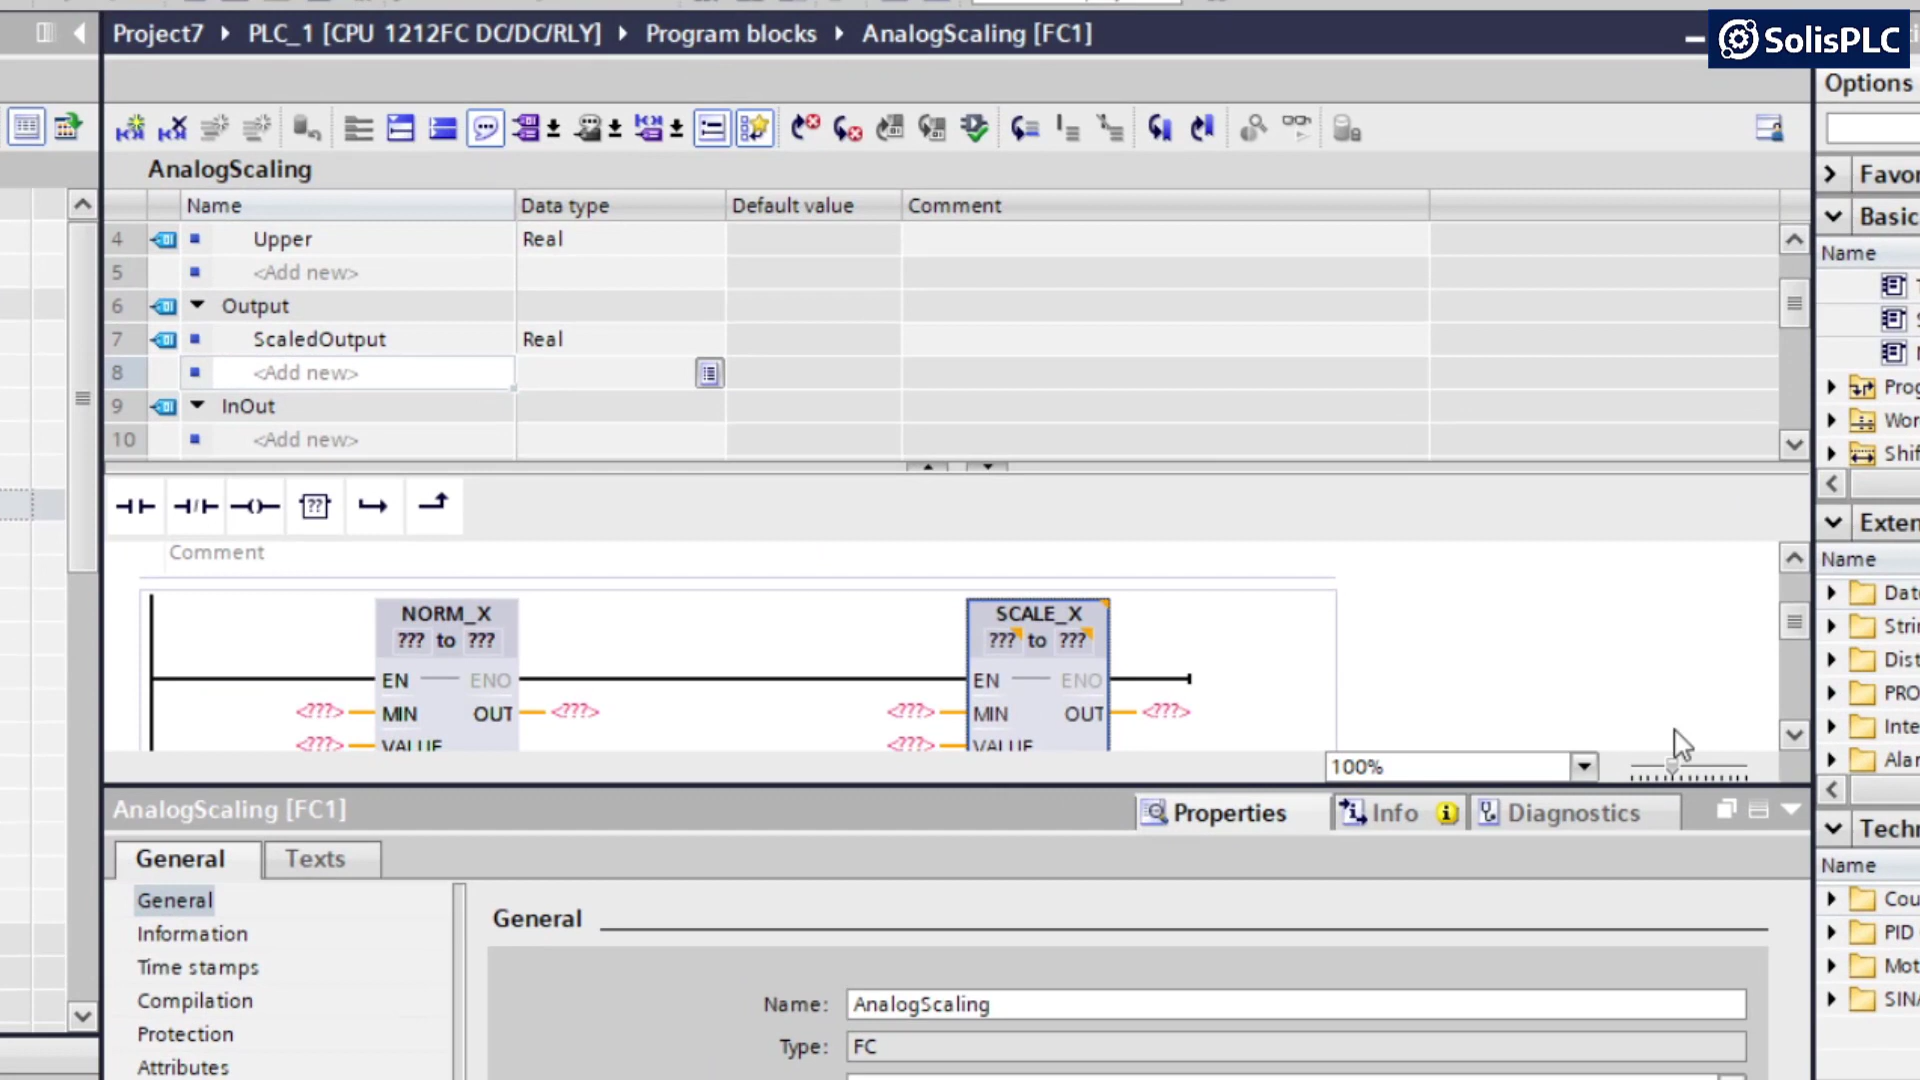 Project7 ▸ PLC_1 [CPU 1212FC DC/DC/RLY] ▸ Program blocks ▸ AnalogScaling [FC1]
SolisPLC
Options
AnalogScaling
Name Data type Default value Comment
4 Upper Real
5 <Add new>
6 Output
7 ScaledOutput Real
8 <Add new>
9 InOut
10 <Add new>
Comment
NORM_X
??? to ???
EN ENO
<???> MIN OUT <???>
<???> VALUE
SCALE_X
??? to ???
EN ENO
<???> MIN OUT <???>
<???> VALUE
100%
AnalogScaling [FC1]
Properties Info Diagnostics
General Texts
General
Information
Time stamps
Compilation
Protection
Attributes
General
Name: AnalogScaling
Type: FC
Favor
Basic
Name
Prog
Wor
Shif
Exten
Name
Date
Stri
Dist
PRO
Inte
Alar
Techn
Name
Cou
PID
Mot
SINA